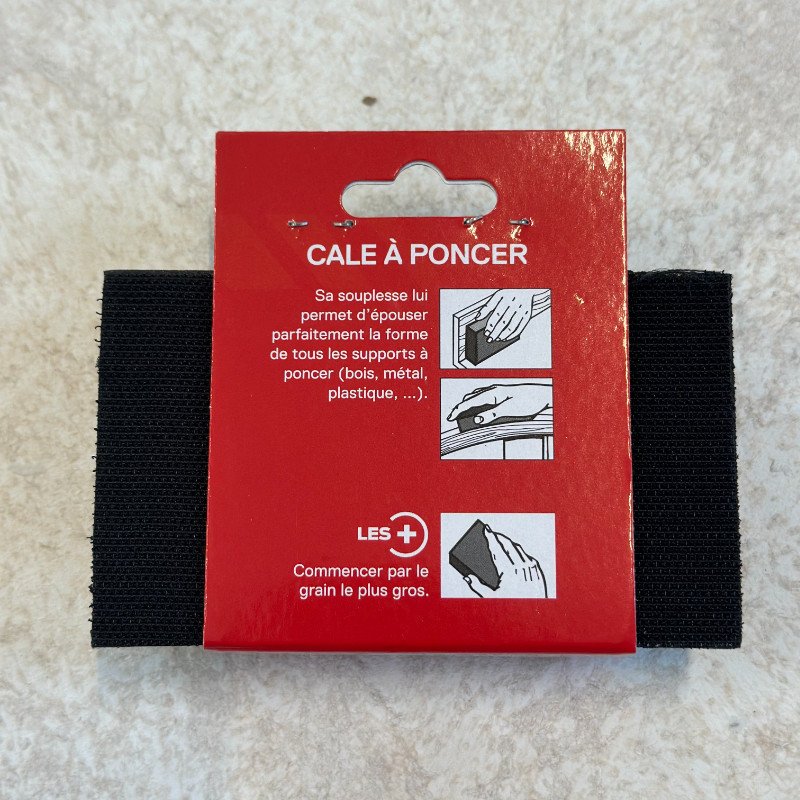 CALE À PONCER
Sa souplesse lui
permet d'épouser
parfaitement la forme
de tous les supports à
poncer (bois, métal,
plastique, ...).
LES +
Commencer par le
grain le plus gros.